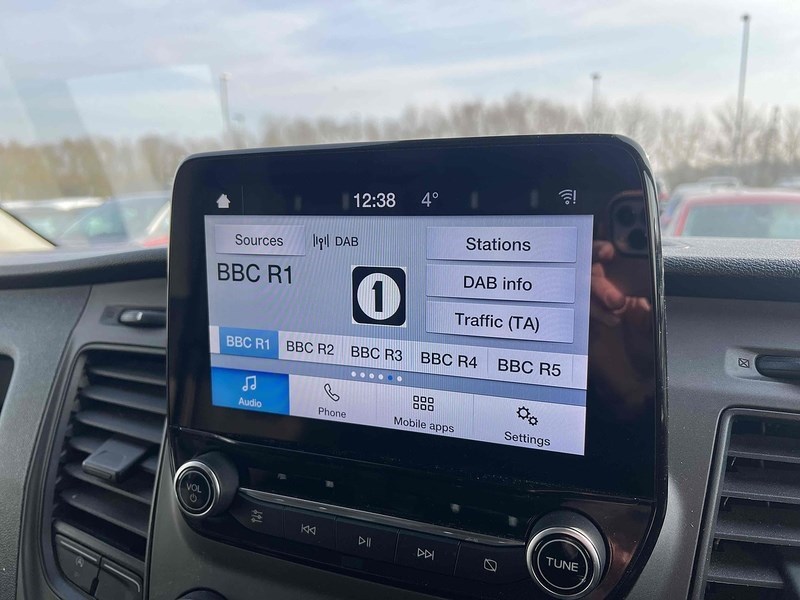 12:38 4°
Sources DAB Stations
BBC R1
1
DAB info
Traffic (TA)
BBC R1 BBC R2 BBC R3 BBC R4 BBC R5
Audio Phone Mobile apps Settings
VOL
TUNE